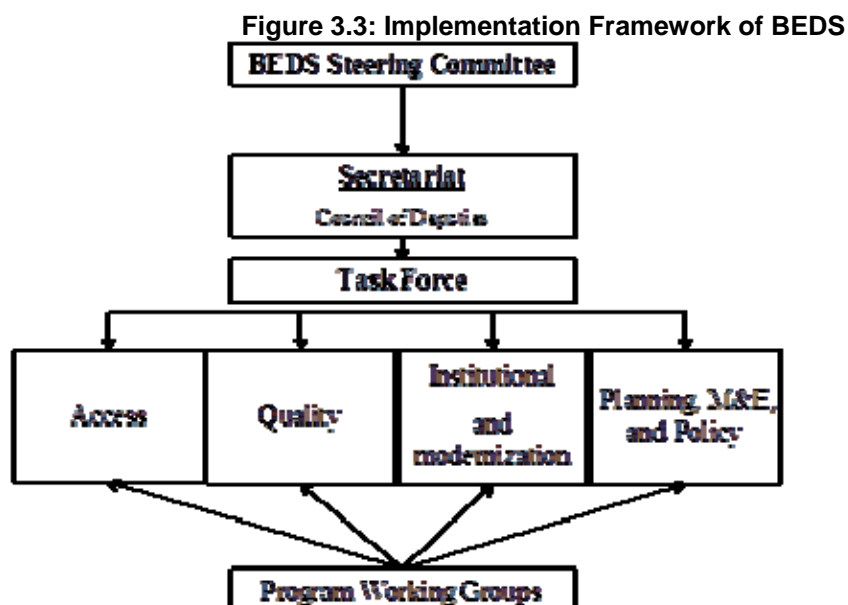 Figure 3.3: Implementation Framework of BEDS
BEDS Steering Committee
Secretariat
Council of Deputies
Task Force
Access
Quality
Institutional
and
modernization
Planning, M&E,
and Policy
Program Working Groups